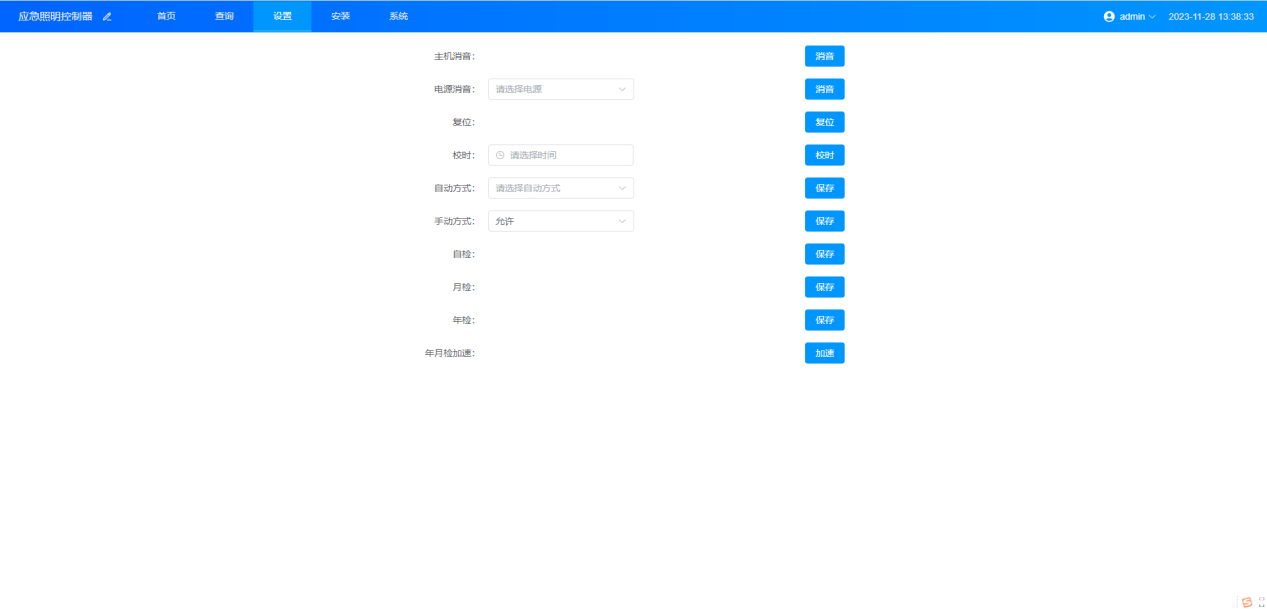 应急照明控制器 首页 查询 设置 安装 系统 admin 2023-11-28 13:38:33
主机消音： 消音
电源消音： 请选择电源 消音
复位： 复位
校时： 请选择时间 校时
自动方式： 请选择自动方式 保存
手动方式： 允许 保存
自检： 保存
月检： 保存
年检： 保存
年月检加速： 加速